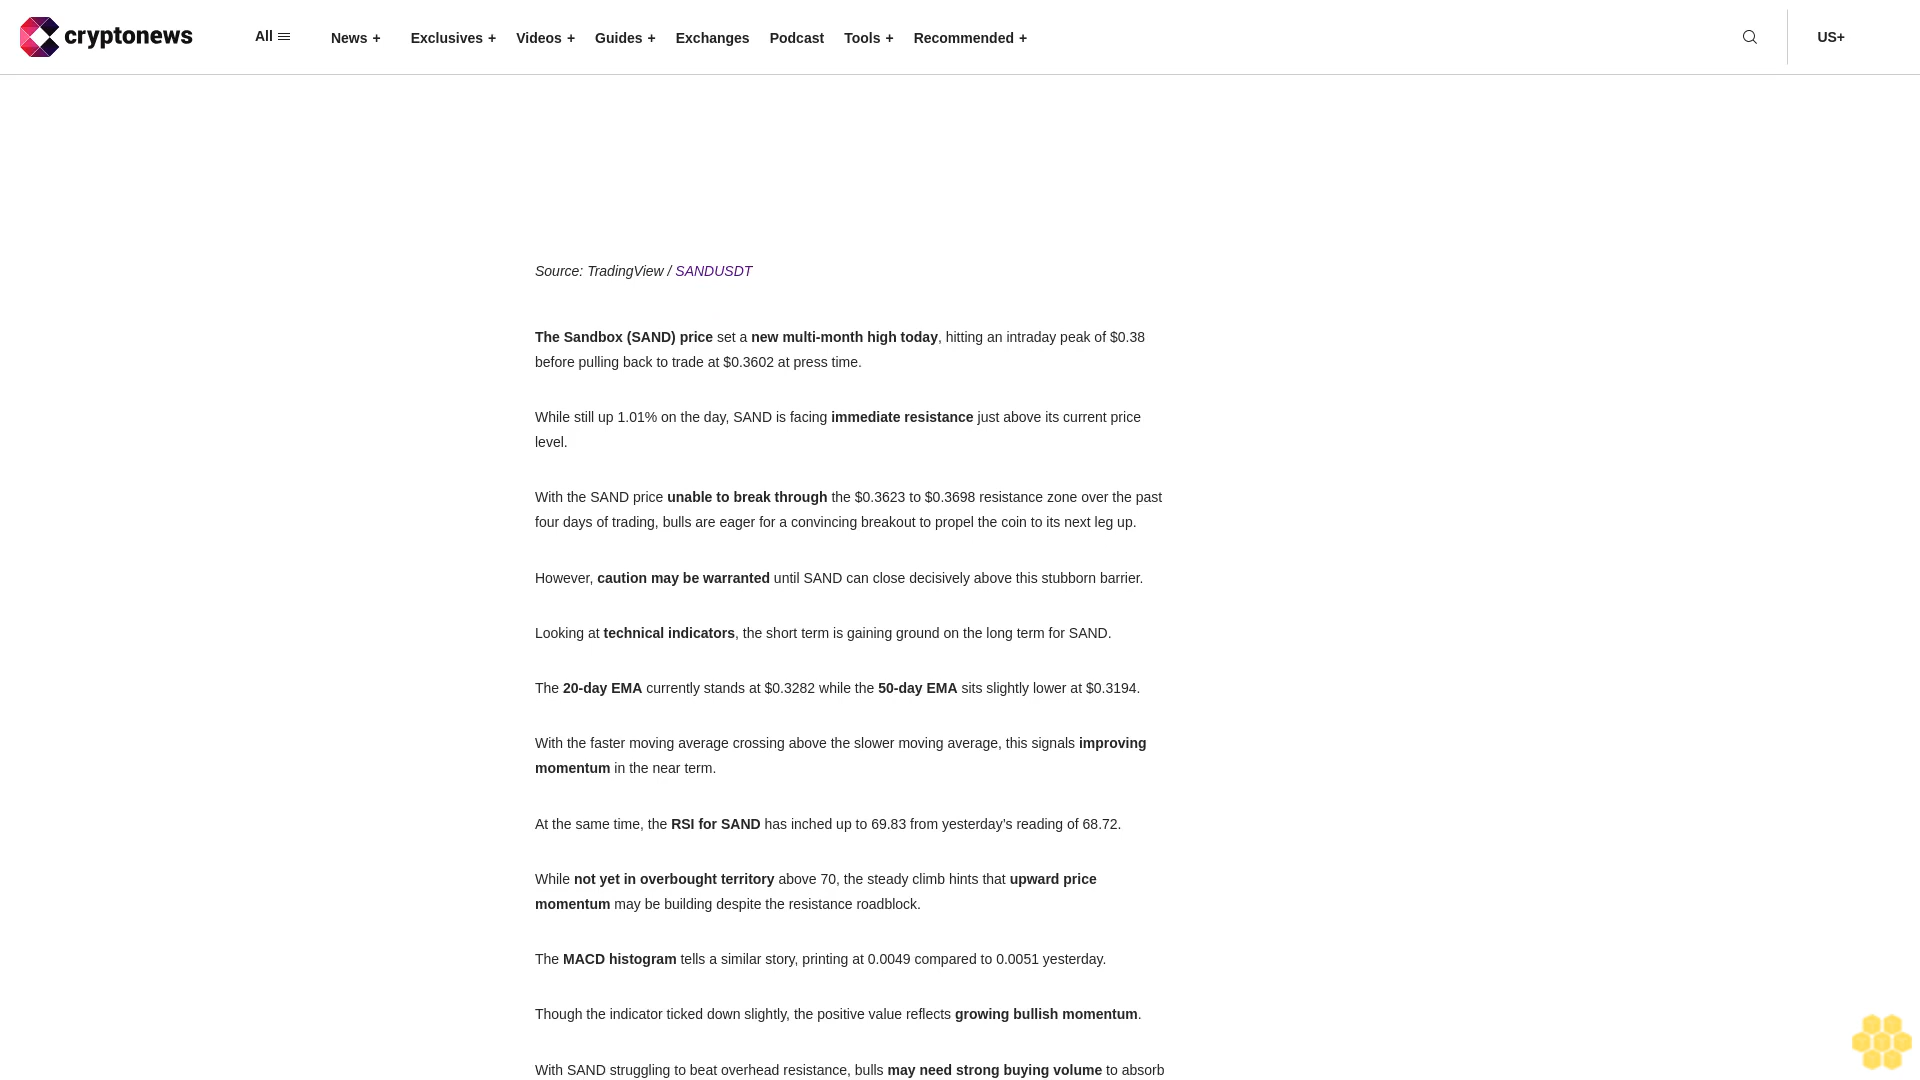 cryptonews
All
News +
Exclusives +
Videos +
Guides +
Exchanges
Podcast
Tools +
Recommended +
US+
Source: TradingView / SANDUSDT
The Sandbox (SAND) price set a new multi-month high today, hitting an intraday peak of $0.38
before pulling back to trade at $0.3602 at press time.
While still up 1.01% on the day, SAND is facing immediate resistance just above its current price
level.
With the SAND price unable to break through the $0.3623 to $0.3698 resistance zone over the past
four days of trading, bulls are eager for a convincing breakout to propel the coin to its next leg up.
However, caution may be warranted until SAND can close decisively above this stubborn barrier.
Looking at technical indicators, the short term is gaining ground on the long term for SAND.
The 20-day EMA currently stands at $0.3282 while the 50-day EMA sits slightly lower at $0.3194.
With the faster moving average crossing above the slower moving average, this signals improving
momentum in the near term.
At the same time, the RSI for SAND has inched up to 69.83 from yesterday’s reading of 68.72.
While not yet in overbought territory above 70, the steady climb hints that upward price
momentum may be building despite the resistance roadblock.
The MACD histogram tells a similar story, printing at 0.0049 compared to 0.0051 yesterday.
Though the indicator ticked down slightly, the positive value reflects growing bullish momentum.
With SAND struggling to beat overhead resistance, bulls may need strong buying volume to absorb